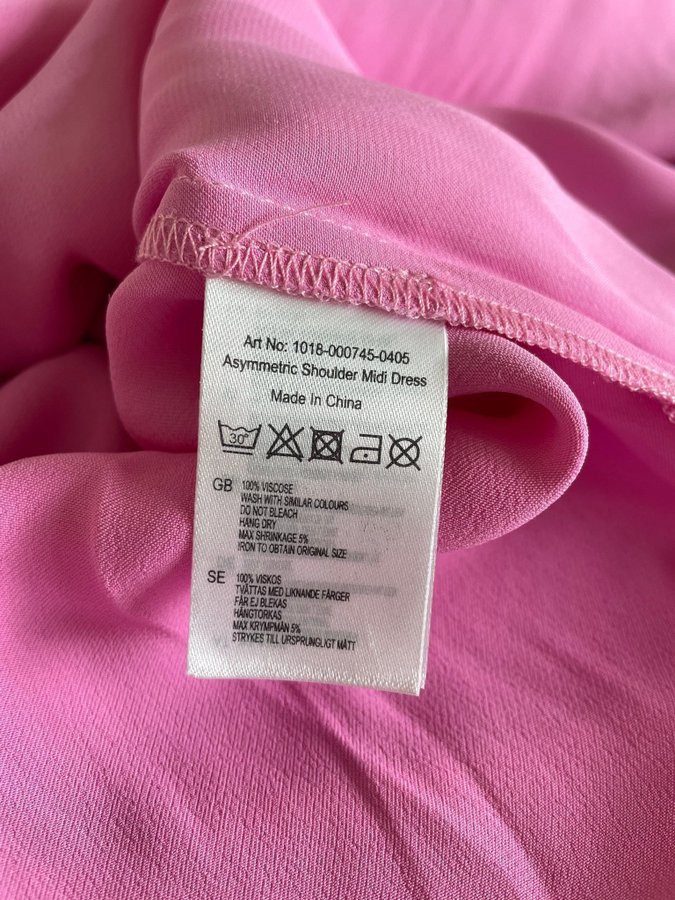 Art No: 1018-000745-0405
Asymmetric Shoulder Midi Dress
Made In China
30°
GB 100% VISCOSE
WASH WITH SIMILAR COLOURS
DO NOT BLEACH
HANG DRY
MAX SHRINKAGE 5%
IRON TO OBTAIN ORIGINAL SIZE
SE 100% VISKOS
TVÄTTAS MED LIKNANDE FÄRGER
FÅR EJ BLEKAS
HÄNGTORKAS
MAX KRYMPMÅN 5%
STRYKES TILL URSPRUNGLIGT MÅTT